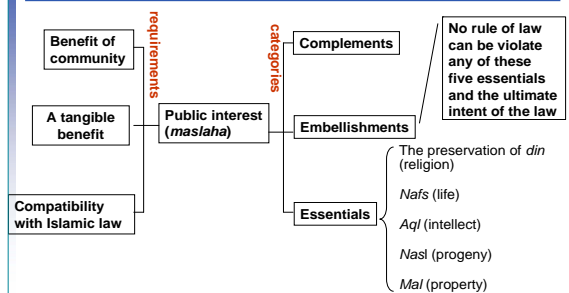 Benefit of
community
A tangible
benefit
Compatibility
with Islamic law
requirements
Public interest
(maslaha)
categories
Complements
Embellishments
Essentials
No rule of law
can be violate
any of these
five essentials
and the ultimate
intent of the law
The preservation of din
(religion)
Nafs (life)
Aql (intellect)
Nasl (progeny)
Mal (property)